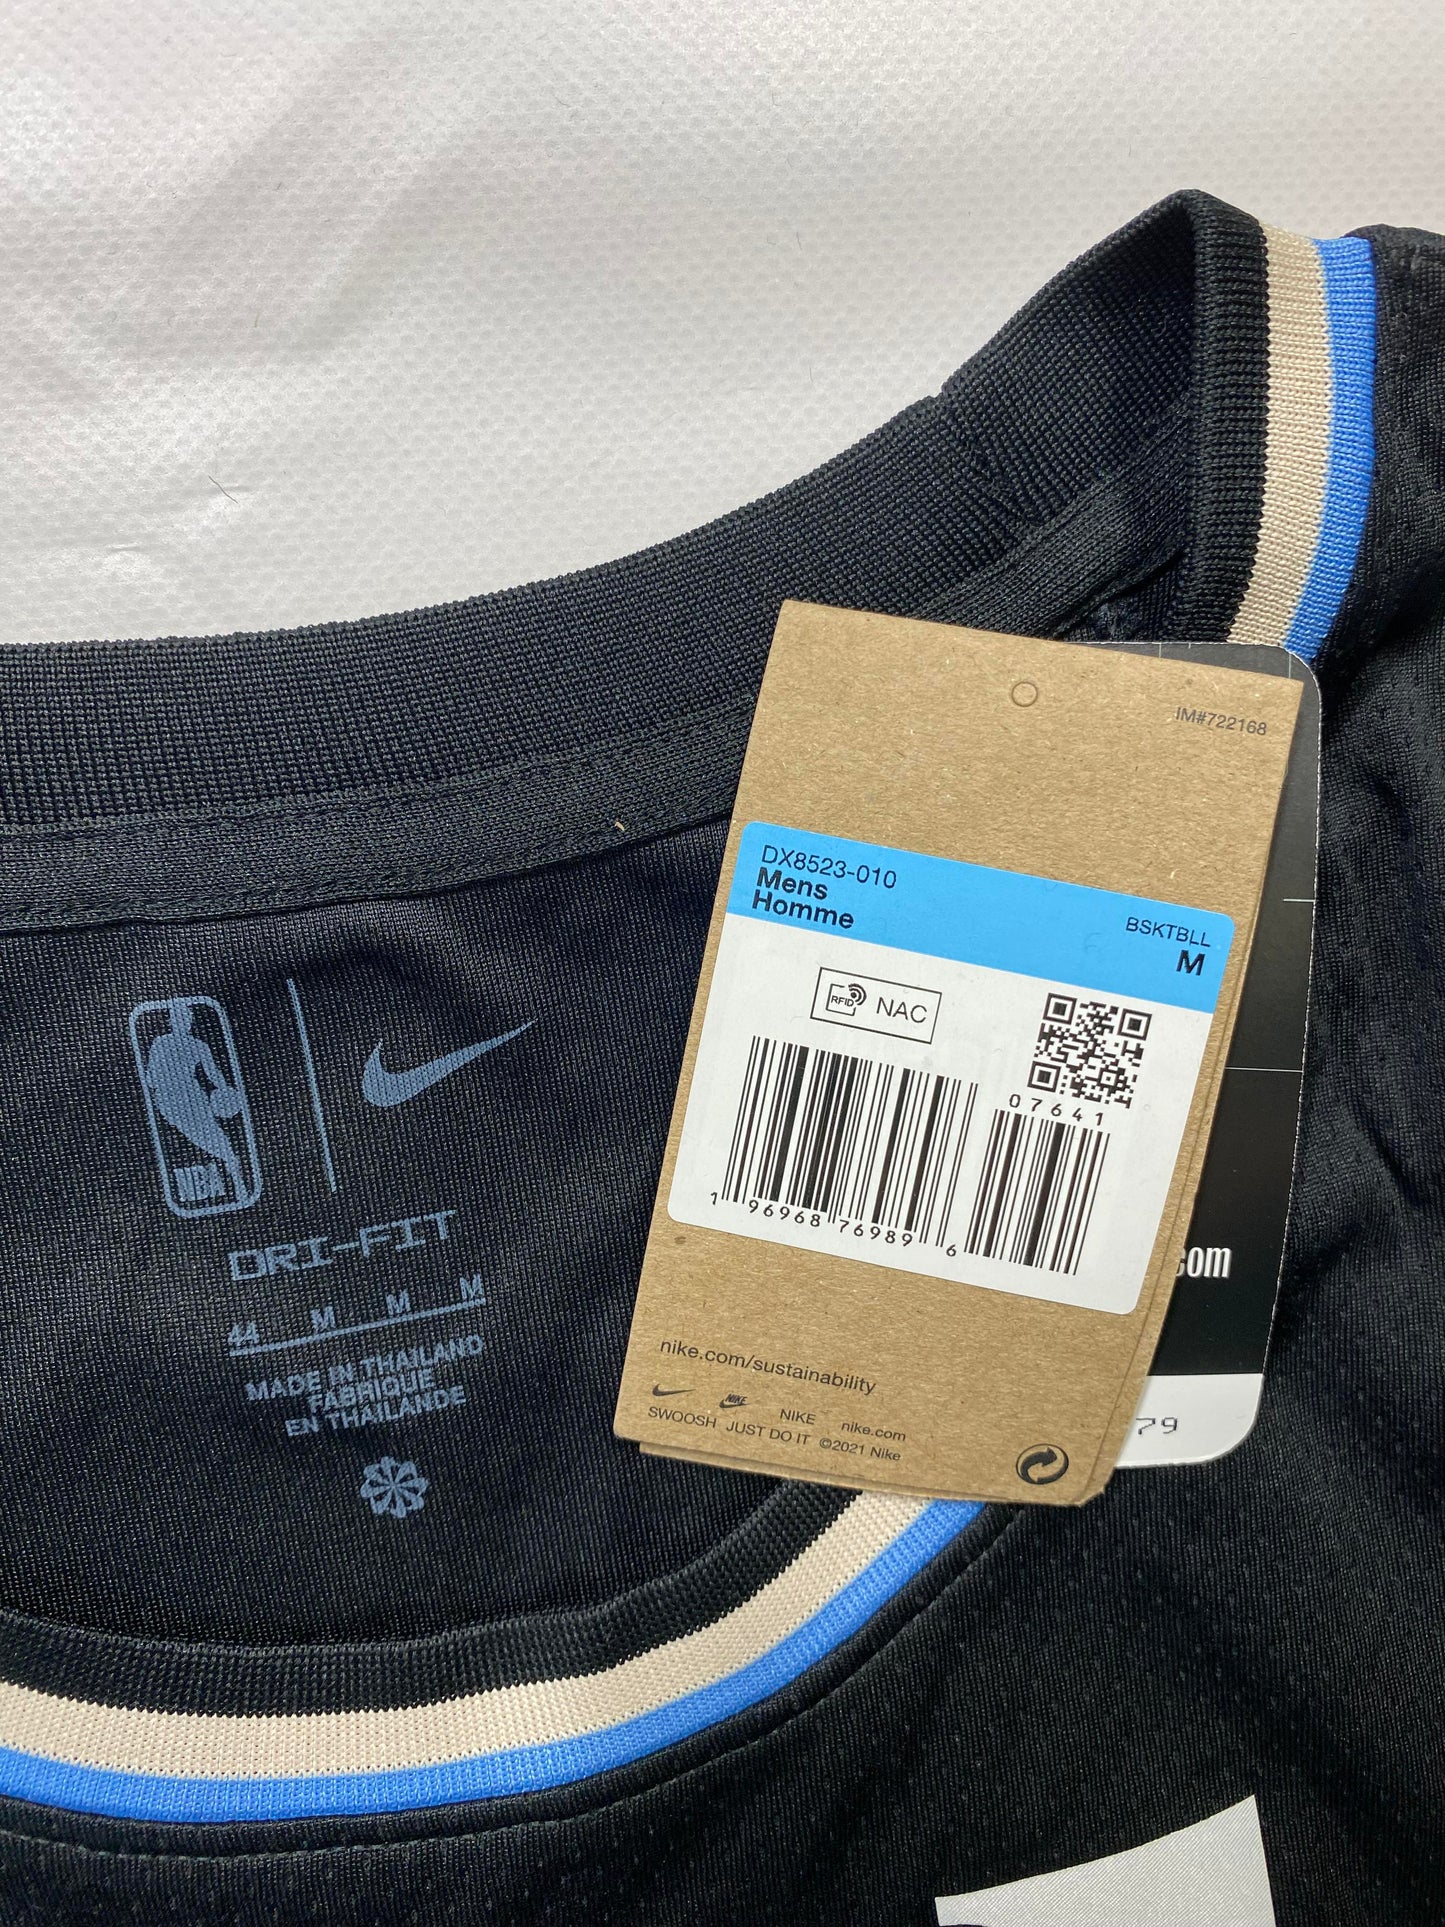 IM#722168
DX8523-010
Mens
Homme
BSKTBLL
M
RFID NAC
07641
1 96968 76989 6
nike.com/sustainability
NIKE
SWOOSH JUST DO IT NIKE nike.com
©2021 Nike
.com
79
NBA
DRI-FIT
44 M M M
MADE IN THAILAND
FABRIQUE
EN THAILANDE